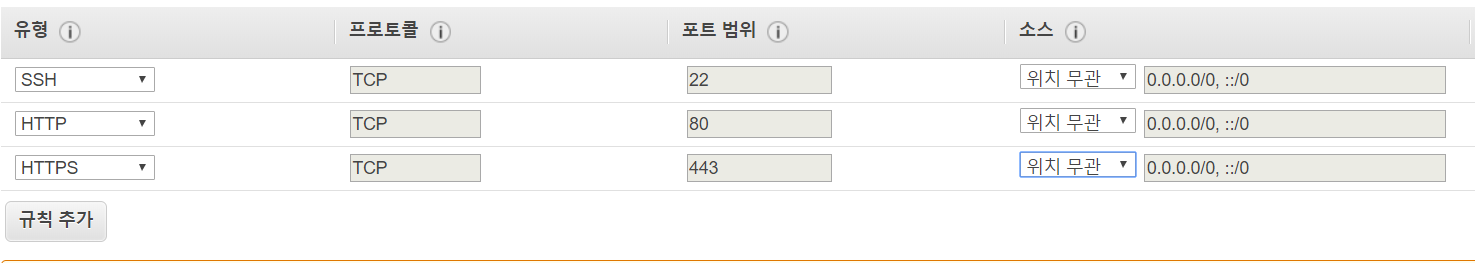 유형 프로토콜 포트 범위 소스
SSH TCP 22 위치 무관 0.0.0.0/0, ::/0
HTTP TCP 80 위치 무관 0.0.0.0/0, ::/0
HTTPS TCP 443 위치 무관 0.0.0.0/0, ::/0
규칙 추가